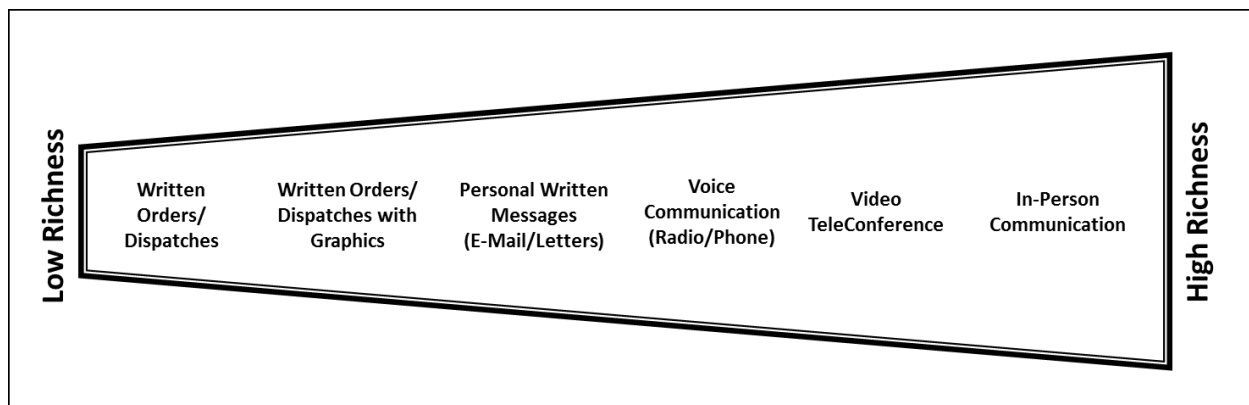 Low Richness
Written
Orders/
Dispatches
Written Orders/
Dispatches with
Graphics
Personal Written
Messages
(E-Mail/Letters)
Voice
Communication
(Radio/Phone)
Video
TeleConference
In-Person
Communication
High Richness